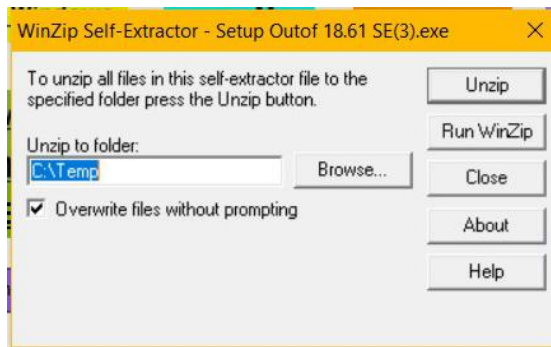 WinZip Self-Extractor - Setup Outof 18.61 SE(3).exe
To unzip all files in this self-extractor file to the
specified folder press the Unzip button.
Unzip to folder:
C:\Temp
Browse...
Overwrite files without prompting
Unzip
Run WinZip
Close
About
Help